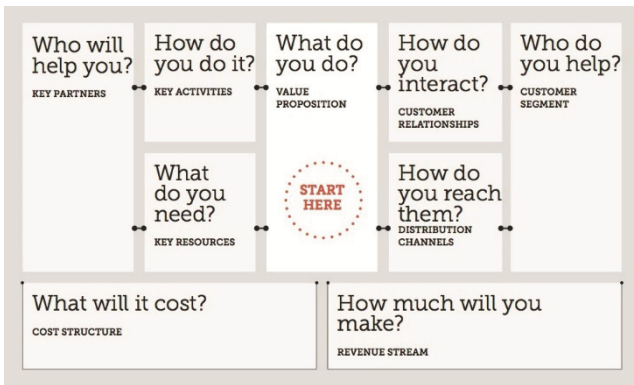 Who will
help you?
KEY PARTNERS
How do
you do it?
KEY ACTIVITIES
What
do you
need?
KEY RESOURCES
What do
you do?
VALUE
PROPOSITION
START
HERE
How do
you
interact?
CUSTOMER
RELATIONSHIPS
How do
you reach
them?
DISTRIBUTION
CHANNELS
Who do
you help?
CUSTOMER
SEGMENT
What will it cost?
COST STRUCTURE
How much will you
make?
REVENUE STREAM